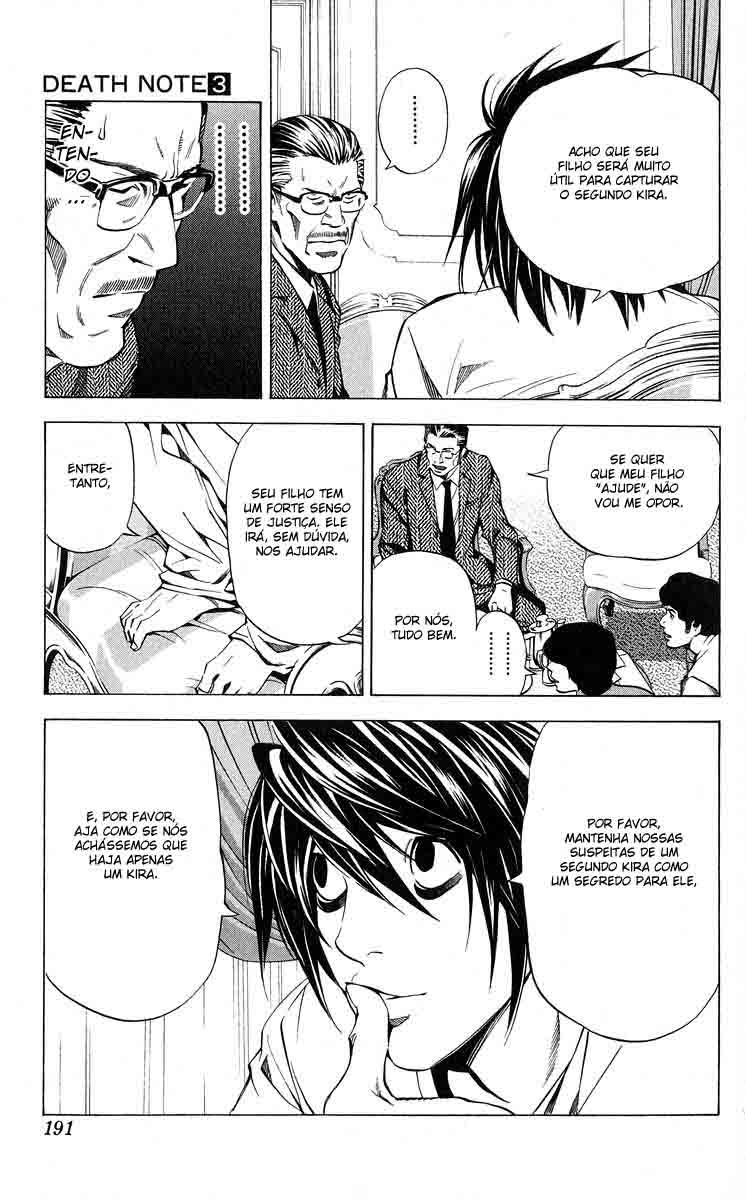 DEATH NOTE 3
ACHO QUE SEU
FILHO SERÁ MUITO
ÚTIL PARA CAPTURAR
O SEGUNDO KIRA.
........
EN-
TEN-
DO
...
SE QUER
QUE MEU FILHO
"AJUDE", NÃO
VOU ME OPOR.
POR NÓS,
TUDO BEM.
......
SEU FILHO TEM
UM FORTE SENSO
DE JUSTIÇA. ELE
IRÁ, SEM DÚVIDA,
NOS AJUDAR.
ENTRE-
TANTO,
POR FAVOR,
MANTENHA NOSSAS
SUSPEITAS DE UM
SEGUNDO KIRA COMO
UM SEGREDO PARA ELE,
E, POR FAVOR,
AJA COMO SE NÓS
ACHÁSSEMOS QUE
HAJA APENAS
UM KIRA.
191